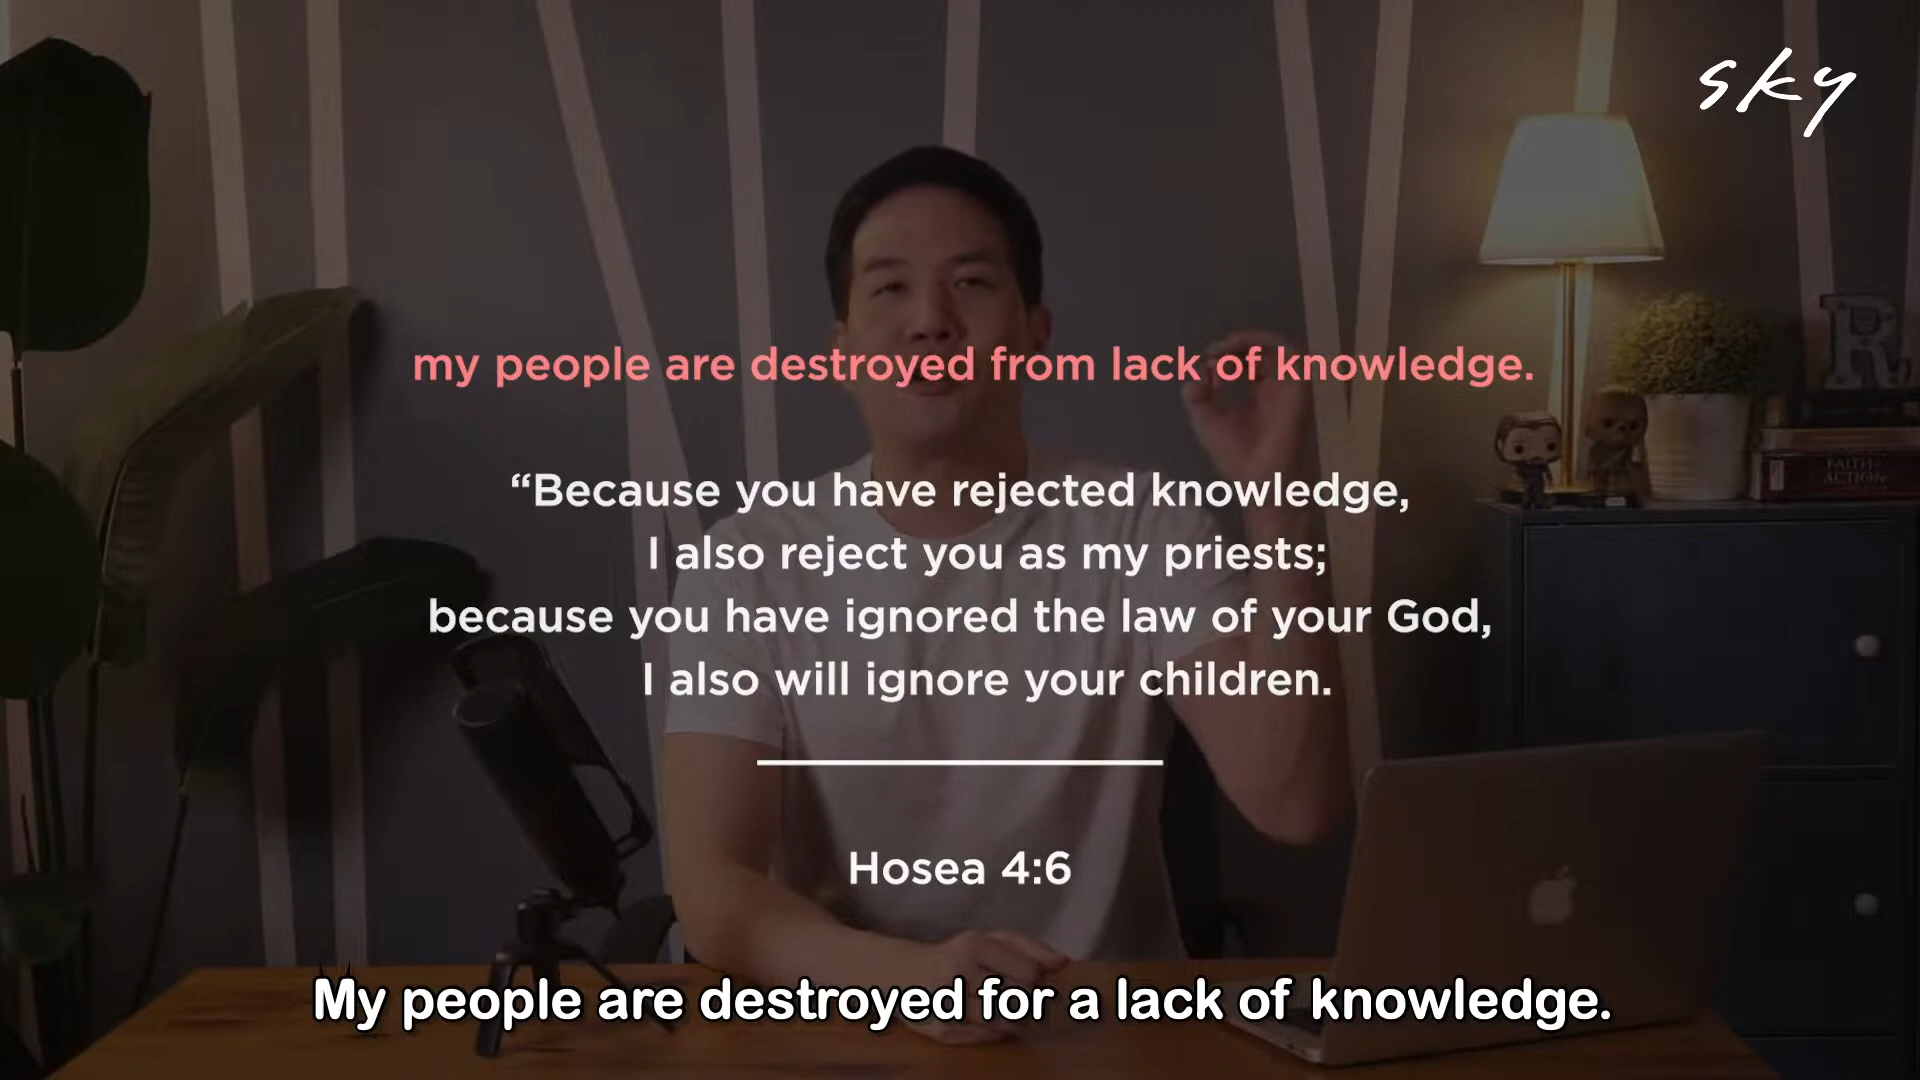 sky
my people are destroyed from lack of knowledge.
“Because you have rejected knowledge,
I also reject you as my priests;
because you have ignored the law of your God,
I also will ignore your children.
Hosea 4:6
My people are destroyed for a lack of knowledge.
R
FAITH
ACTION